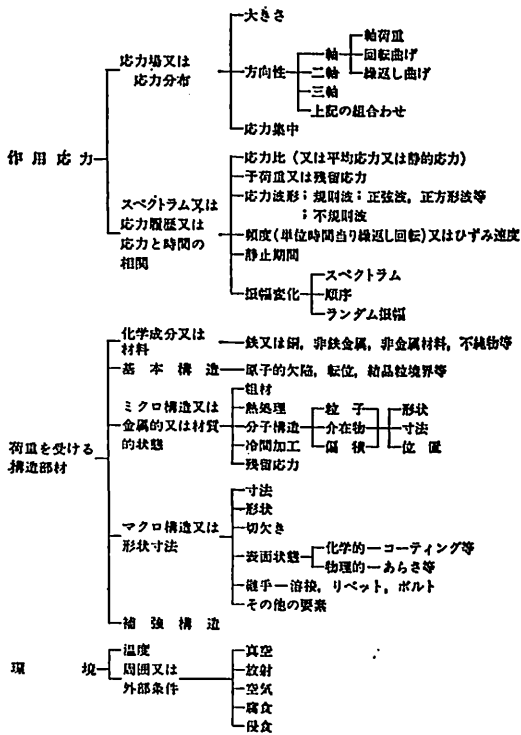 大きさ
軸荷重
応力場又は
応力分布
方向性
軸
回転曲げ
繰返し曲げ
二軸
三軸
上記の組合わせ
応力集中
作用応力
応力比（又は平均応力又は静的応力）
予荷重又は残留応力
スペクトラム又は
応力履歴又は
応力と時間の
相関
応力波形；規則波；正弦波，正方形波等
；不規則波
頻度（単位時間当り繰返し回転）又はひずみ速度
静止期間
振幅変化
スペクトラム
順序
ランダム振幅
化学成分又は
材料
鉄又は鋼，非鉄金属，非金属材料，不純物等
基本構造
原子的欠陥，転位，結晶粒境界等
ミクロ構造又は
金属的又は材質
的状態
粗材
熱処理
分子構造
粒子
形状
介在物
寸法
偏積
位置
冷間加工
残留応力
荷重を受ける
構造部材
マクロ構造又は
形状寸法
寸法
形状
切欠き
表面状態
化学的―コーティング等
物理的―あらさ等
継手―溶接，リベット，ボルト
その他の要素
補強構造
環境
温度
周囲又は
外部条件
真空
放射
空気
腐食
侵食